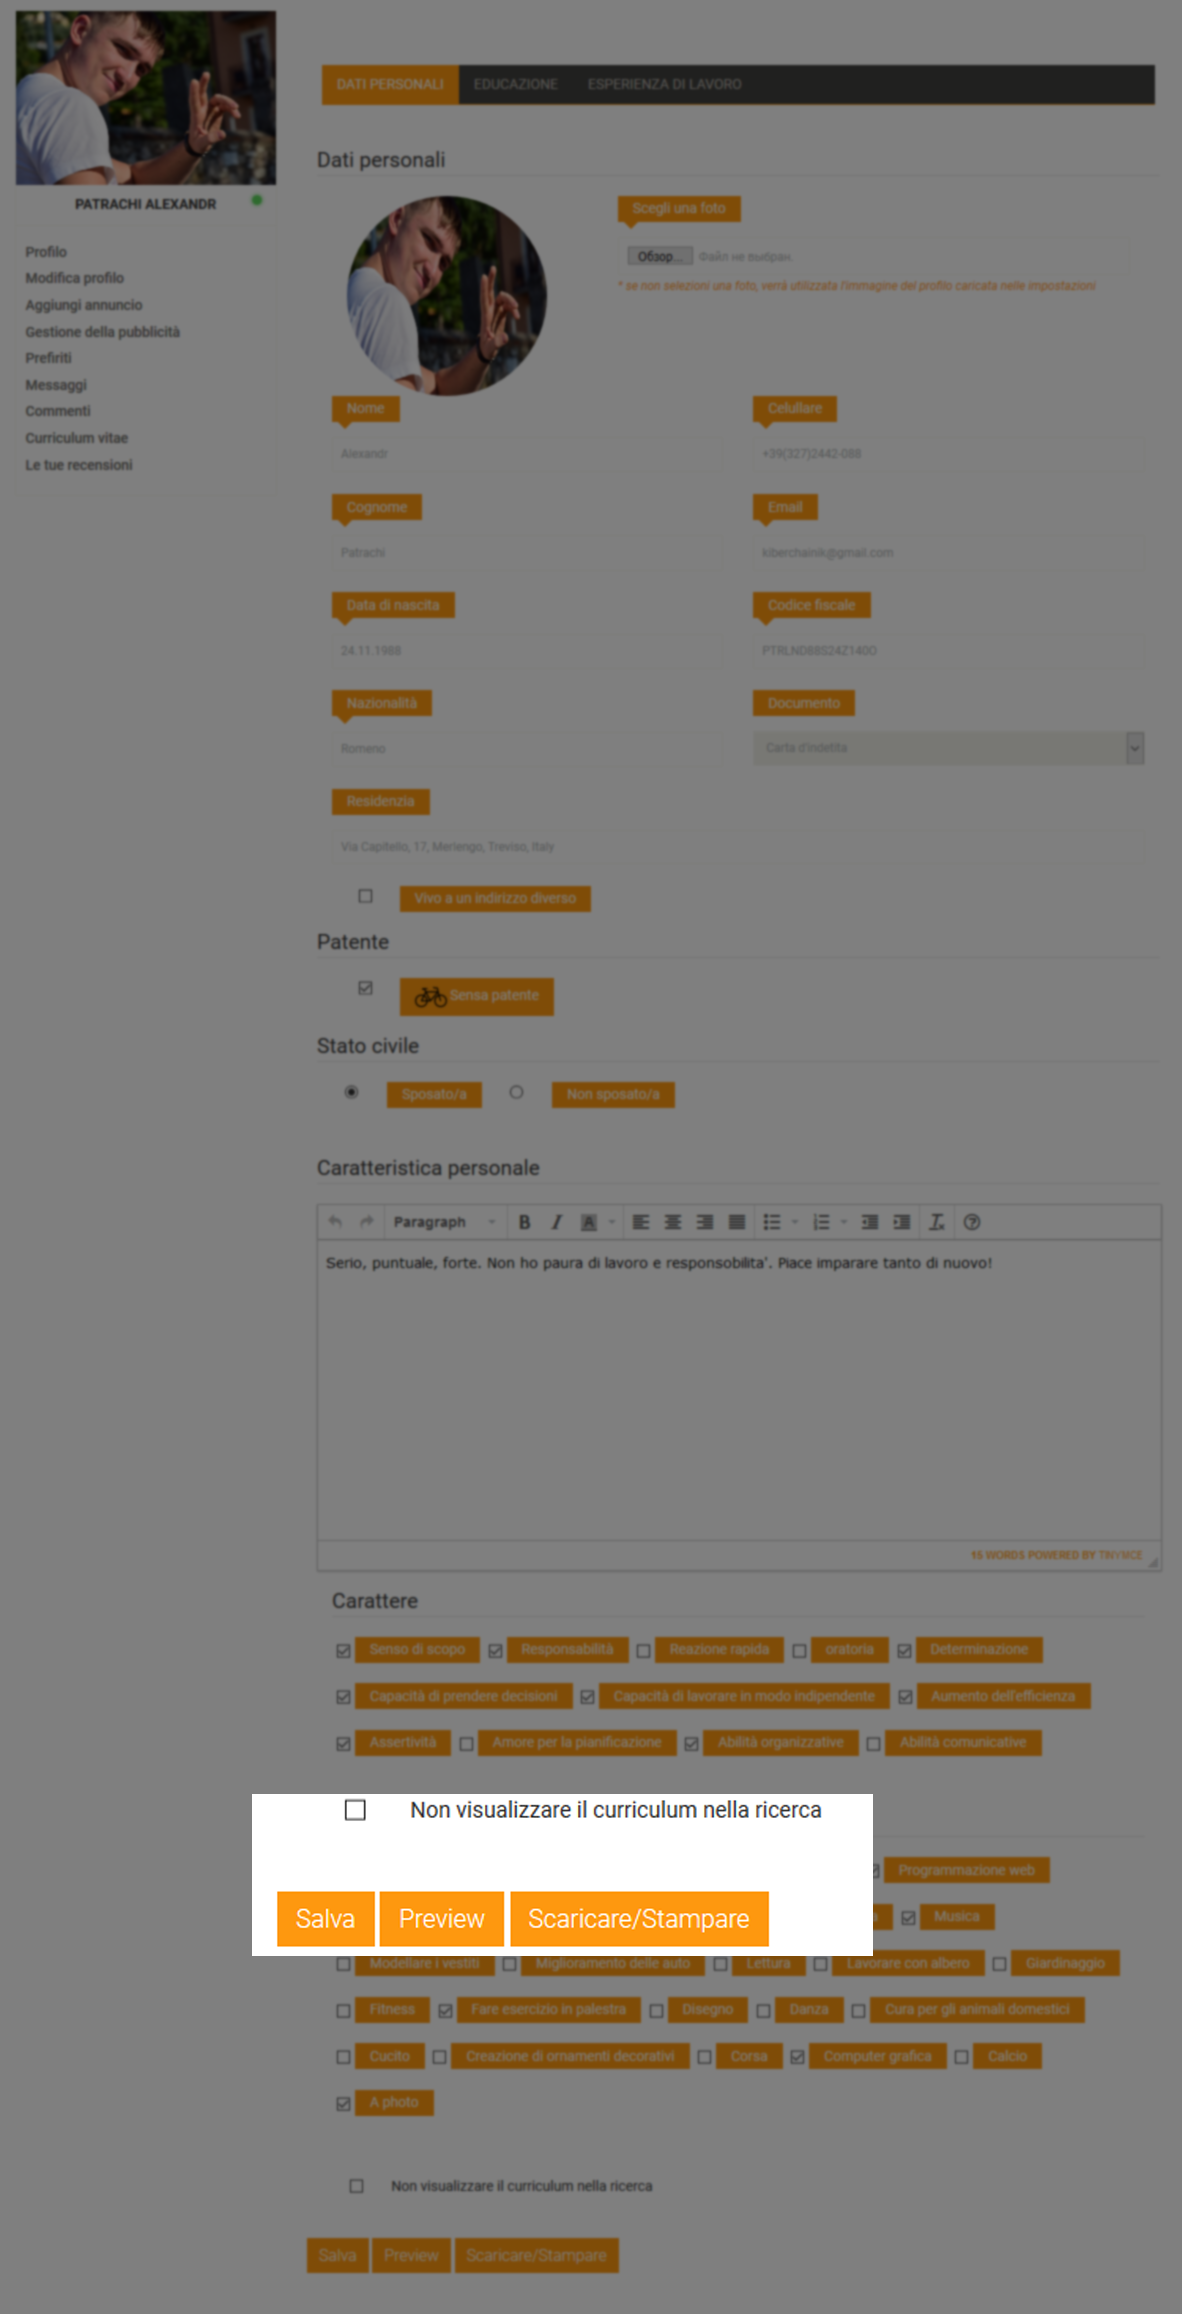 DATI PERSONALI EDUCAZIONE ESPERIENZA DI LAVORO
PATRACHI ALEXANDR
Profilo
Modifica profilo
Aggiungi annuncio
Gestione della pubblicità
Prefiriti
Messaggi
Commenti
Curriculum vitae
Le tue recensioni
Dati personali
Scegli una foto
Обзор... Файл не выбран.
* se non selezioni una foto, verrà utilizzata l'immagine del profilo caricata nelle impostazioni
Nome Celullare
Alexandr +39(327)2442-088
Cognome Email
Patrachi kiberchainik@gmail.com
Data di nascita Codice fiscale
24.11.1988 PTRLND88S24Z140O
Nazionalità Documento
Romeno Carta d'indetita
Residenzia
Via Capitello, 17, Merlengo, Treviso, Italy
Vivo a un indirizzo diverso
Patente
Sensa patente
Stato civile
Sposato/a Non sposato/a
Caratteristica personale
Paragraph B I A
Serio, puntuale, forte. Non ho paura di lavoro e responsobilita'. Piace imparare tanto di nuovo!
15 WORDS POWERED BY TINYMCE
Carattere
Senso di scopo Responsabilità Reazione rapida oratoria Determinazione
Capacità di prendere decisioni Capacità di lavorare in modo indipendente Aumento dell'efficienza
Assertività Amore per la pianificazione Abilità organizzative Abilità comunicative
Non visualizzare il curriculum nella ricerca
Programmazione web
Musica
Salva Preview Scaricare/Stampare
Modellare i vestiti Miglioramento delle auto Lettura Lavorare con albero Giardinaggio
Fitness Fare esercizio in palestra Disegno Danza Cura per gli animali domestici
Cucito Creazione di ornamenti decorativi Corsa Computer grafica Calcio
A photo
Non visualizzare il curriculum nella ricerca
Salva Preview Scaricare/Stampare